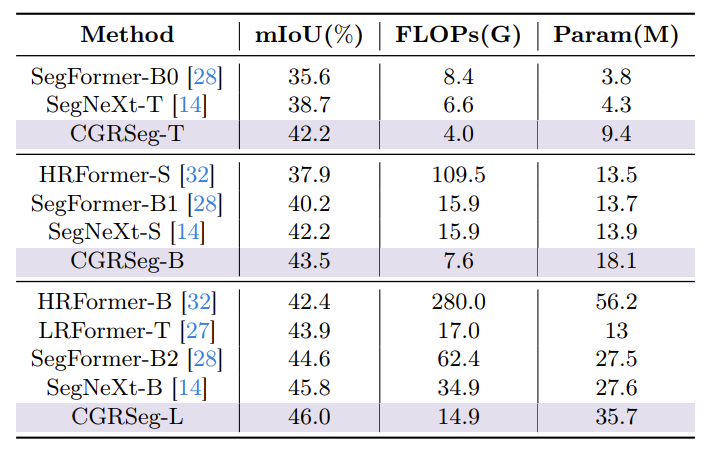 Method mIoU(%) FLOPs(G) Param(M)
SegFormer-B0 [28] 35.6 8.4 3.8
SegNeXt-T [14] 38.7 6.6 4.3
CGRSeg-T 42.2 4.0 9.4
HRFormer-S [32] 37.9 109.5 13.5
SegFormer-B1 [28] 40.2 15.9 13.7
SegNeXt-S [14] 42.2 15.9 13.9
CGRSeg-B 43.5 7.6 18.1
HRFormer-B [32] 42.4 280.0 56.2
LRFormer-T [27] 43.9 17.0 13
SegFormer-B2 [28] 44.6 62.4 27.5
SegNeXt-B [14] 45.8 34.9 27.6
CGRSeg-L 46.0 14.9 35.7